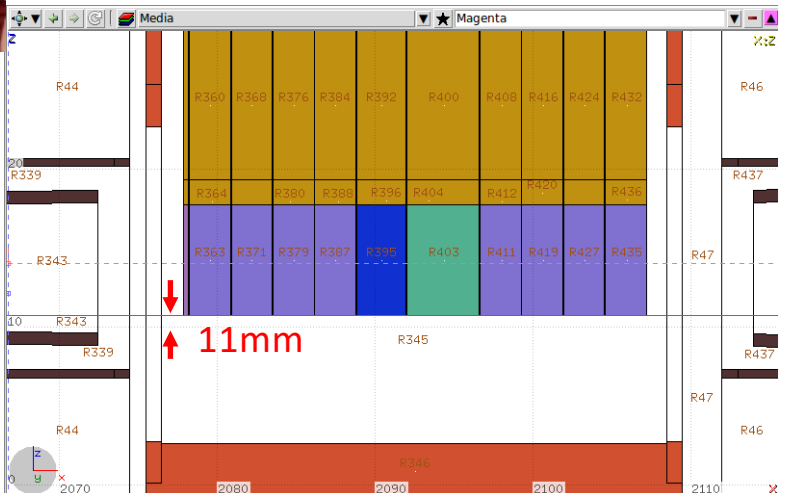 Media
Magenta
z
X:Z
R44
R360 R368 R376 R384 R392 R400 R408 R416 R424 R432
R46
20
R339
R437
R364 R380 R388 R396 R404 R412 R420 R436
R343
R363 R371 R379 R387 R395 R403 R411 R419 R427 R435
R47
10
R343
11mm
R345
R339
R437
R47
R44
R46
R346
z
y
x
0
2070
2080
2090
2100
2110
x